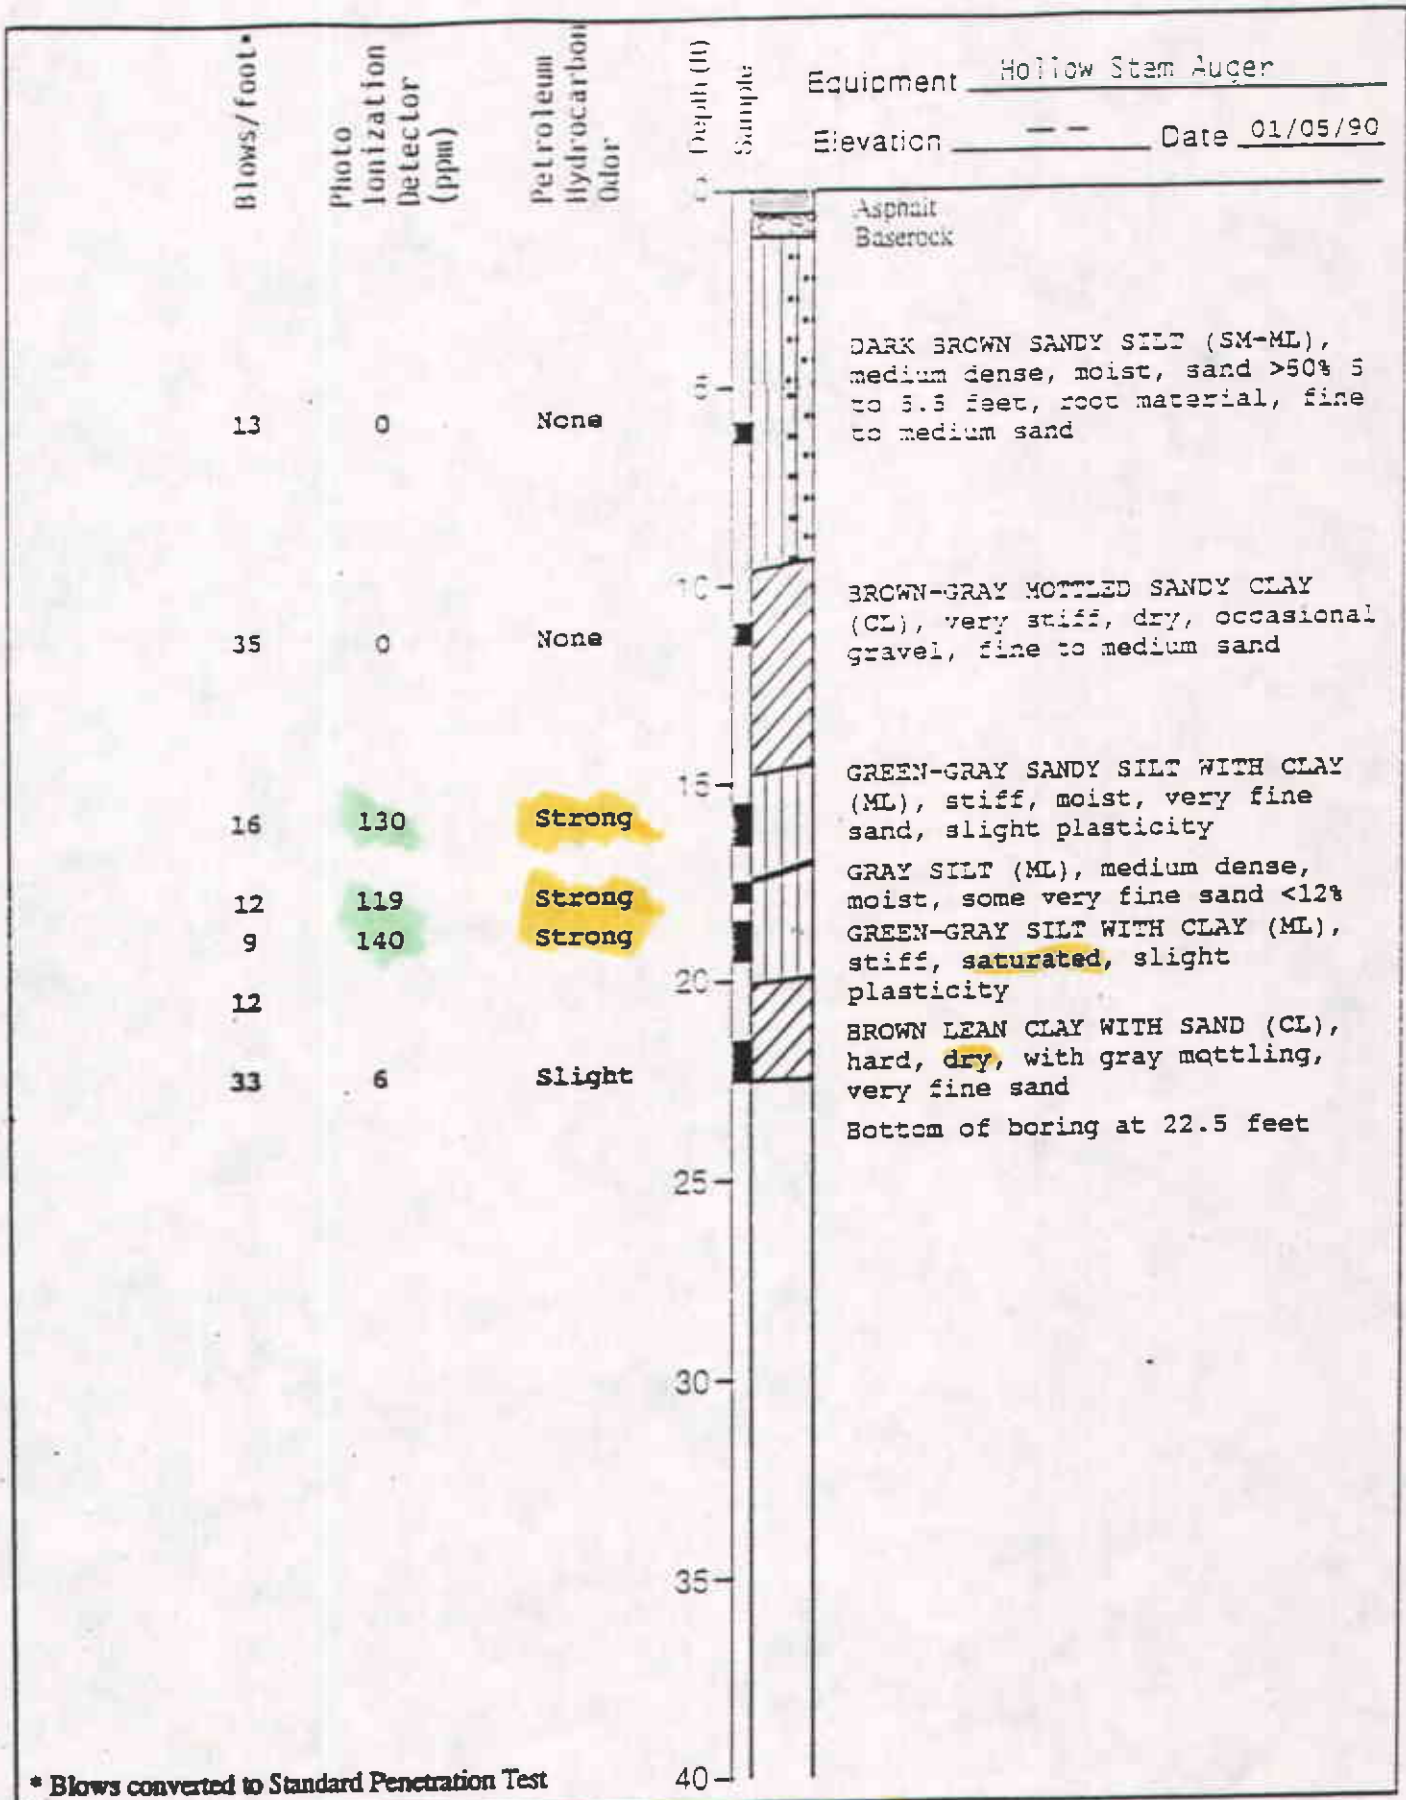 Blows/foot*
Photo
Ionization
Detector
(ppm)
Petroleum
Hydrocarbon
Odor
Depth (ft)
Sample
Equipment Hollow Stem Auger
Elevation -- Date 01/05/90
0
Asphalt
Baserock
DARK BROWN SANDY SILT (SM-ML),
medium dense, moist, sand >50% 5
to 5.5 feet, root material, fine
to medium sand
5
13 0 None
10
BROWN-GRAY MOTTLED SANDY CLAY
(CL), very stiff, dry, occasional
gravel, fine to medium sand
35 0 None
15
GREEN-GRAY SANDY SILT WITH CLAY
(ML), stiff, moist, very fine
sand, slight plasticity
16 130 Strong
GRAY SILT (ML), medium dense,
moist, some very fine sand <12%
12 119 Strong
GREEN-GRAY SILT WITH CLAY (ML),
stiff, saturated, slight
plasticity
9 140 Strong
20
12
BROWN LEAN CLAY WITH SAND (CL),
hard, dry, with gray mottling,
very fine sand
33 6 Slight
Bottom of boring at 22.5 feet
25
30
35
40
* Blows converted to Standard Penetration Test